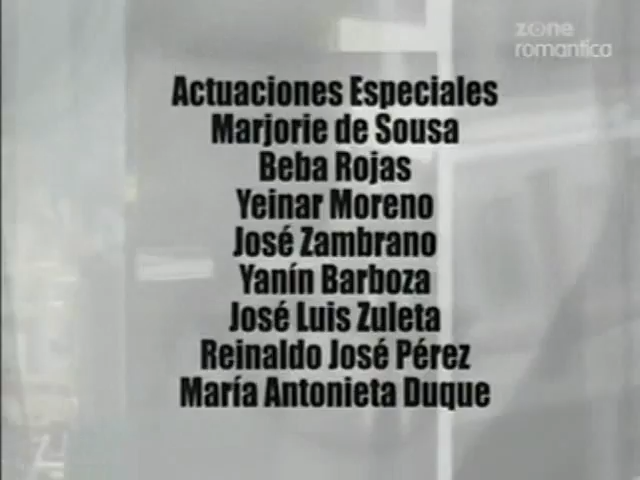 zone
romantica
Actuaciones Especiales
Marjorie de Sousa
Beba Rojas
Yeinar Moreno
José Zambrano
Yanín Barboza
José Luis Zuleta
Reinaldo José Pérez
María Antonieta Duque